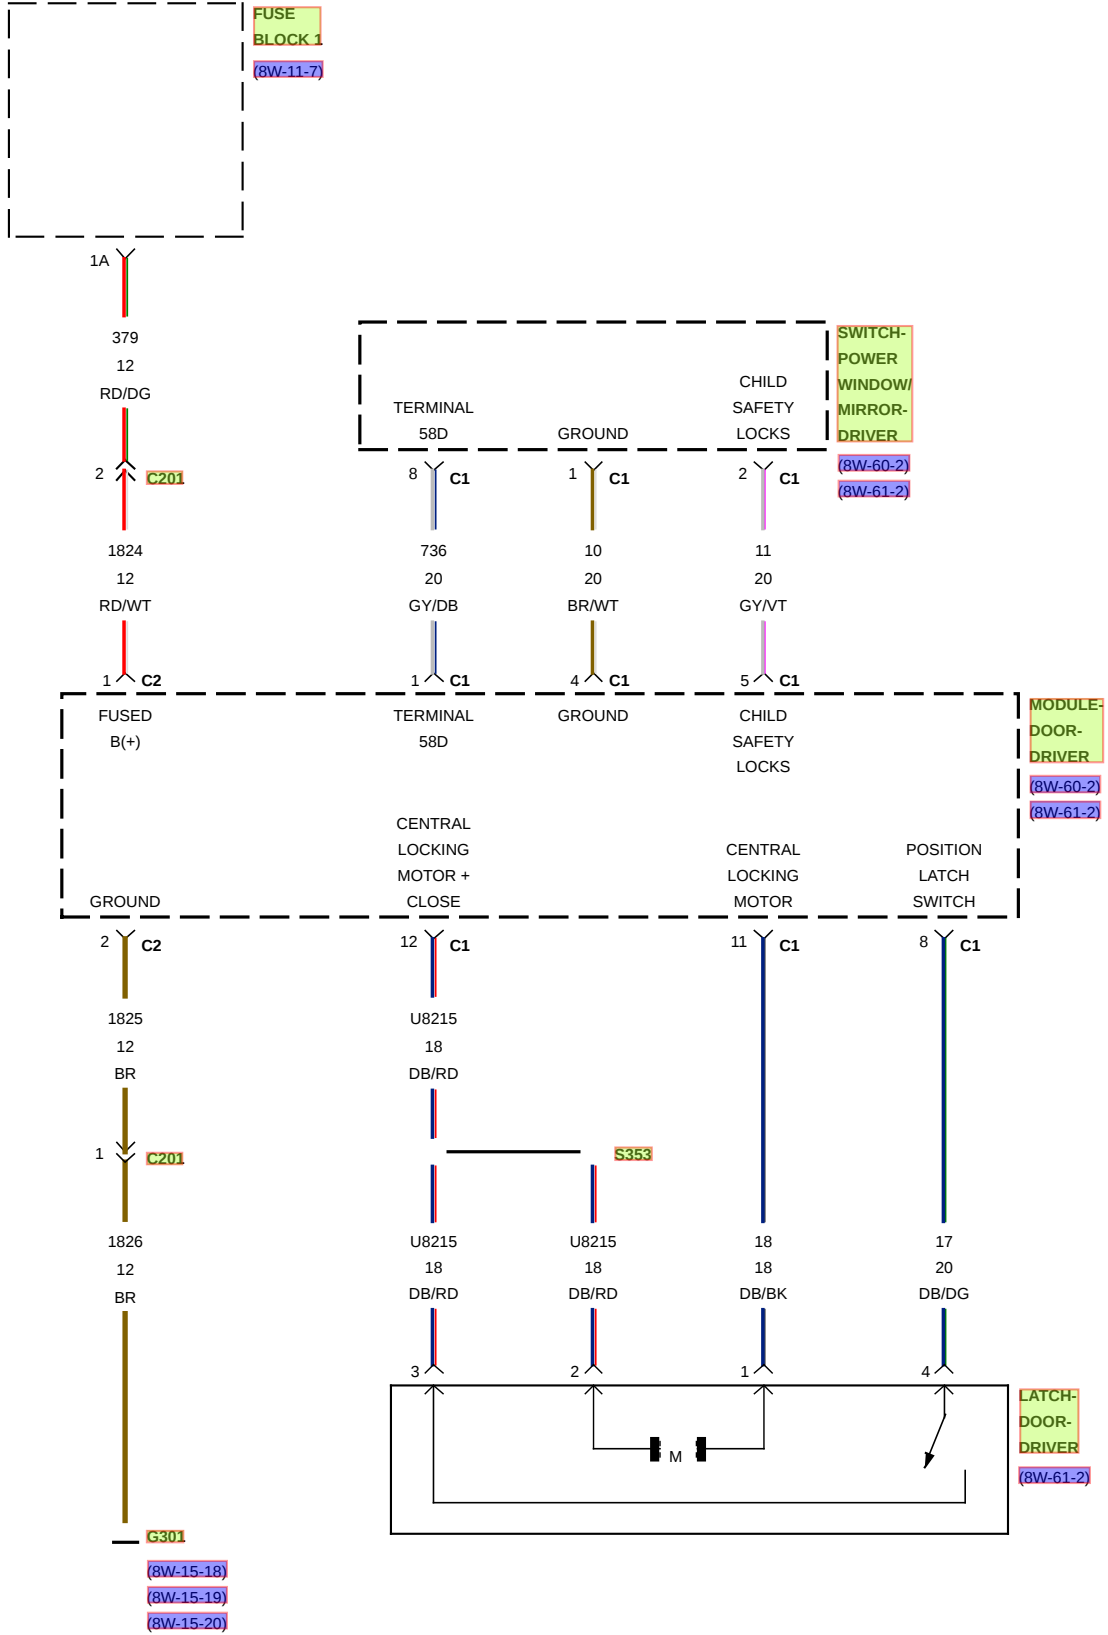 FUSE
BLOCK 1
(8W-11-7)
1A
379
12
RD/DG
2
C201
1824
12
RD/WT
1
C2
SWITCH-
POWER
WINDOW/
MIRROR-
DRIVER
(8W-60-2)
(8W-61-2)
TERMINAL
58D
GROUND
CHILD
SAFETY
LOCKS
8
C1
1
C1
2
C1
736
20
GY/DB
10
20
BR/WT
11
20
GY/VT
1
C1
4
C1
5
C1
FUSED
B(+)
TERMINAL
58D
GROUND
CHILD
SAFETY
LOCKS
MODULE-
DOOR-
DRIVER
(8W-60-2)
(8W-61-2)
GROUND
CENTRAL
LOCKING
MOTOR +
CLOSE
CENTRAL
LOCKING
MOTOR
POSITION
LATCH
SWITCH
2
C2
12
C1
11
C1
8
C1
1825
12
BR
U8215
18
DB/RD
1
C201
S353
1826
12
BR
U8215
18
DB/RD
U8215
18
DB/RD
18
18
DB/BK
17
20
DB/DG
3
2
1
4
M
LATCH-
DOOR-
DRIVER
(8W-61-2)
G301
(8W-15-18)
(8W-15-19)
(8W-15-20)